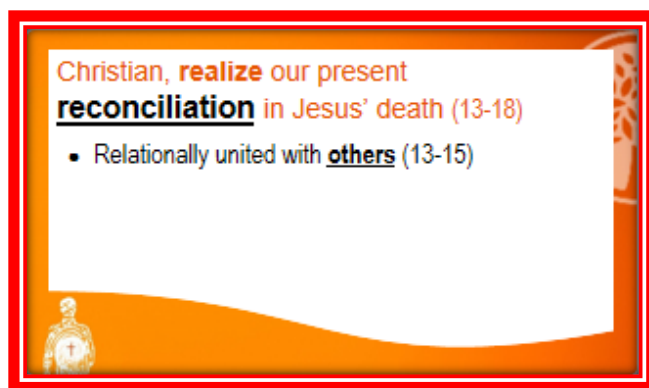 Christian, realize our present
reconciliation in Jesus' death (13-18)
• Relationally united with others (13-15)